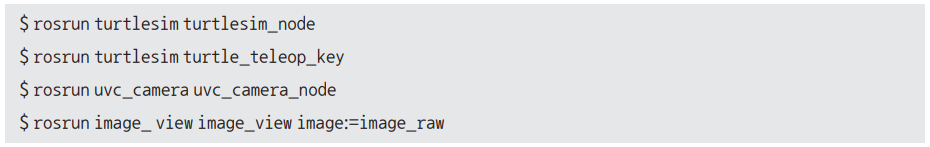 $ rosrun turtlesim turtlesim_node
$ rosrun turtlesim turtle_teleop_key
$ rosrun uvc_camera uvc_camera_node
$ rosrun image_ view image_view image:=image_raw